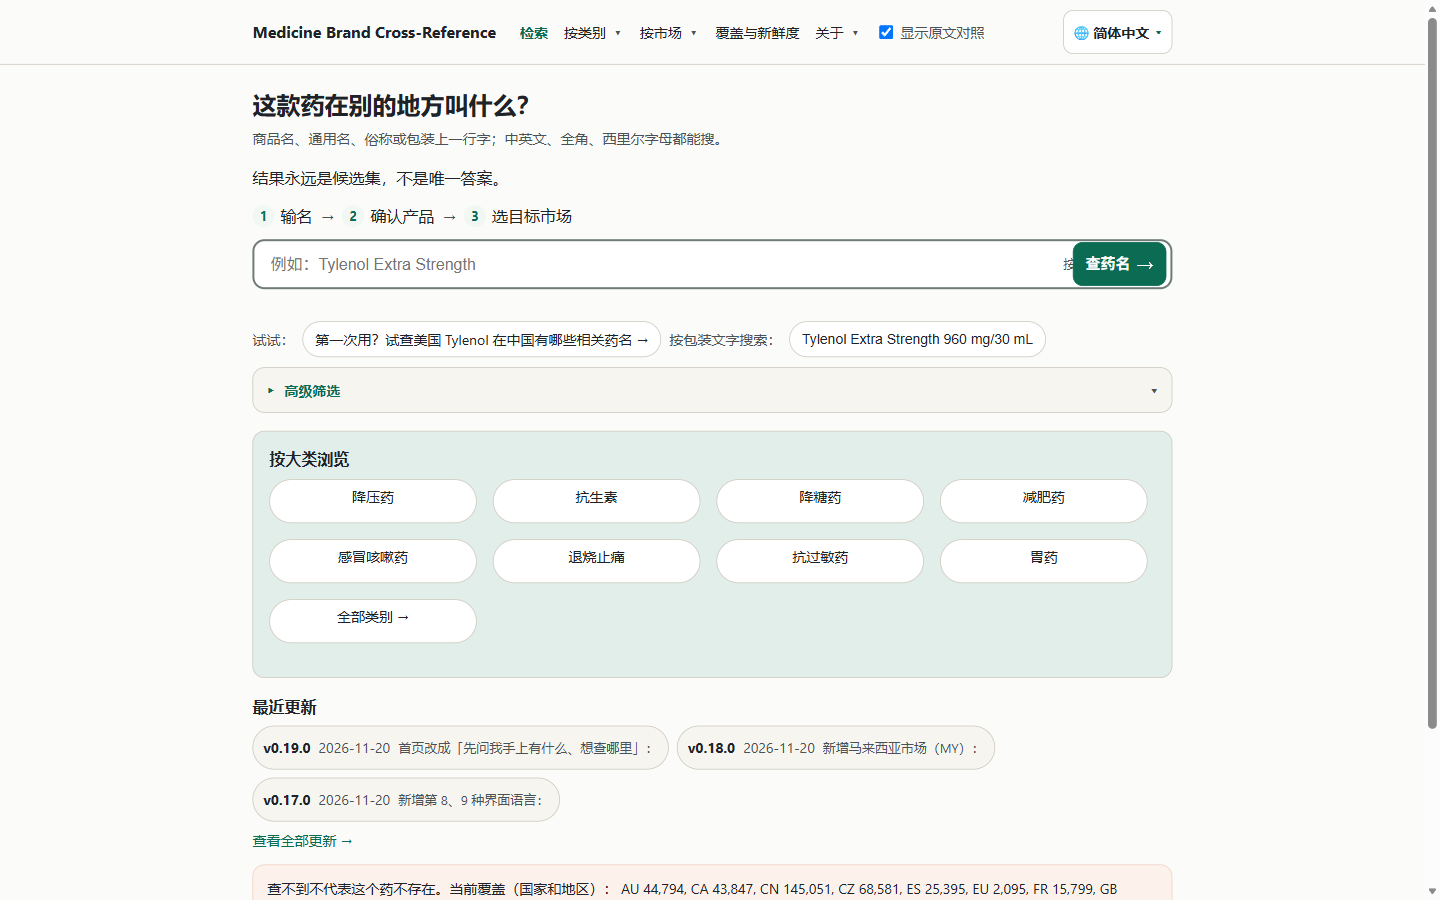 Medicine Brand Cross-Reference 检索 按类别 ▾ 按市场 ▾ 覆盖与新鲜度 关于 ▾ 显示原文对照 简体中文 ▾
这款药在别的地方叫什么？
商品名、通用名、俗称或包装上一行字；中英文、全角、西里尔字母都能搜。
结果永远是候选集，不是唯一答案。
1 输名 → 2 确认产品 → 3 选目标市场
例如：Tylenol Extra Strength 按 查药名 →
试试： 第一次用？试查美国 Tylenol 在中国有哪些相关药名 → 按包装文字搜索： Tylenol Extra Strength 960 mg/30 mL
▸ 高级筛选 ▾
按大类浏览
降压药 抗生素 降糖药 减肥药
感冒咳嗽药 退烧止痛 抗过敏药 胃药
全部类别 →
最近更新
v0.19.0 2026-11-20 首页改成「先问我手上有什么、想查哪里」：
v0.18.0 2026-11-20 新增马来西亚市场（MY）：
v0.17.0 2026-11-20 新增第 8、9 种界面语言：
查看全部更新 →
查不到不代表这个药不存在。当前覆盖（国家和地区）： AU 44,794, CA 43,847, CN 145,051, CZ 68,581, ES 25,395, EU 2,095, FR 15,799, GB